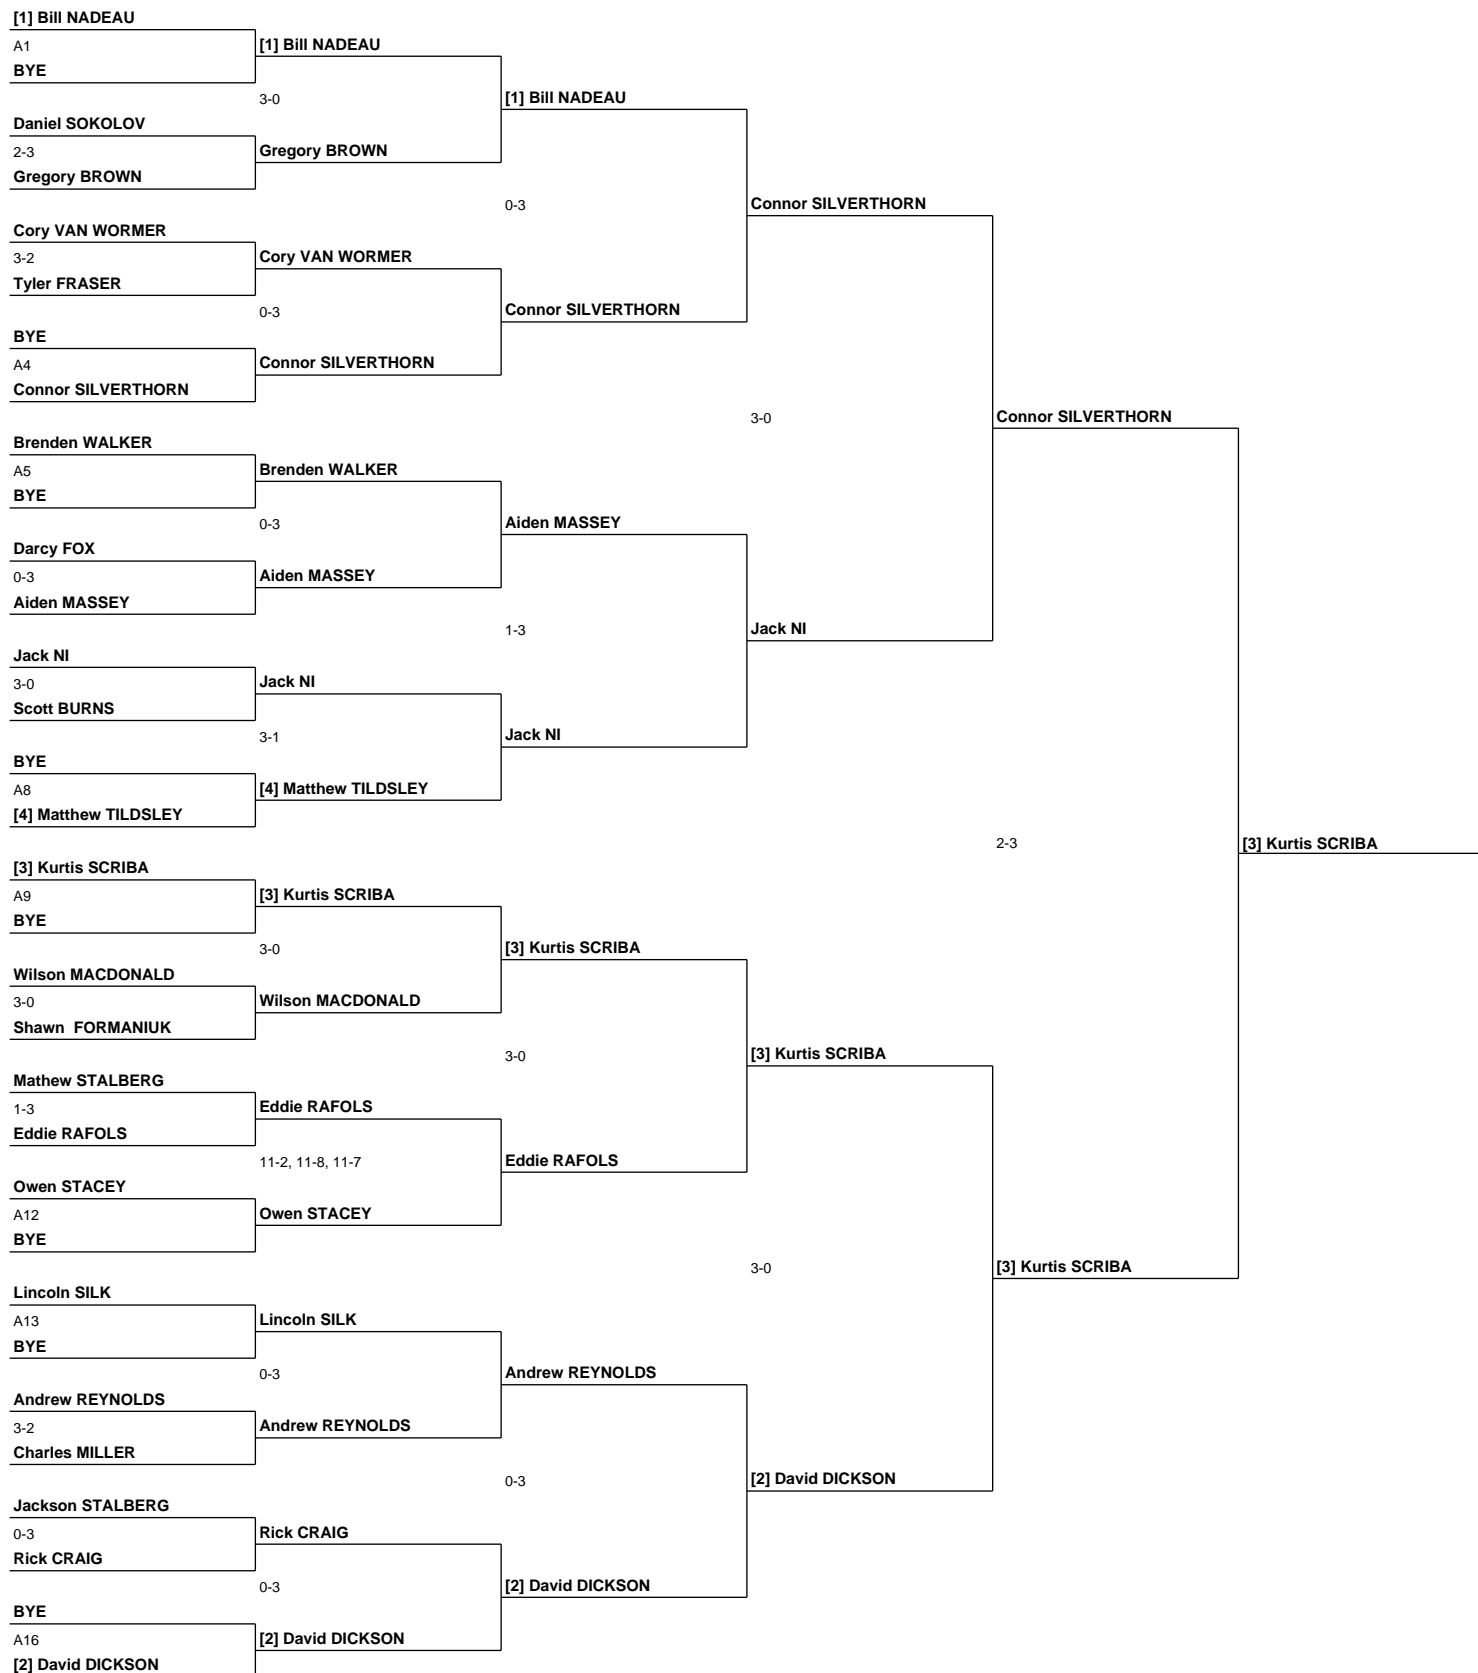 [1] Bill NADEAU
A1
BYE
Daniel SOKOLOV
2-3
Gregory BROWN
Cory VAN WORMER
3-2
Tyler FRASER
BYE
A4
Connor SILVERTHORN
Brenden WALKER
A5
BYE
Darcy FOX
0-3
Aiden MASSEY
Jack NI
3-0
Scott BURNS
BYE
A8
[4] Matthew TILDSLEY
[3] Kurtis SCRIBA
A9
BYE
Wilson MACDONALD
3-0
Shawn  FORMANIUK
Mathew STALBERG
1-3
Eddie RAFOLS
Owen STACEY
A12
BYE
Lincoln SILK
A13
BYE
Andrew REYNOLDS
3-2
Charles MILLER
Jackson STALBERG
0-3
Rick CRAIG
BYE
A16
[2] David DICKSON
[1] Bill NADEAU
3-0
Gregory BROWN
Cory VAN WORMER
0-3
Connor SILVERTHORN
Brenden WALKER
0-3
Aiden MASSEY
Jack NI
3-1
[4] Matthew TILDSLEY
[3] Kurtis SCRIBA
3-0
Wilson MACDONALD
Eddie RAFOLS
11-2, 11-8, 11-7
Owen STACEY
Lincoln SILK
0-3
Andrew REYNOLDS
Rick CRAIG
0-3
[2] David DICKSON
[1] Bill NADEAU
0-3
Connor SILVERTHORN
Aiden MASSEY
1-3
Jack NI
[3] Kurtis SCRIBA
3-0
Eddie RAFOLS
Andrew REYNOLDS
0-3
[2] David DICKSON
Connor SILVERTHORN
3-0
Jack NI
[3] Kurtis SCRIBA
3-0
[2] David DICKSON
Connor SILVERTHORN
2-3
[3] Kurtis SCRIBA
[3] Kurtis SCRIBA